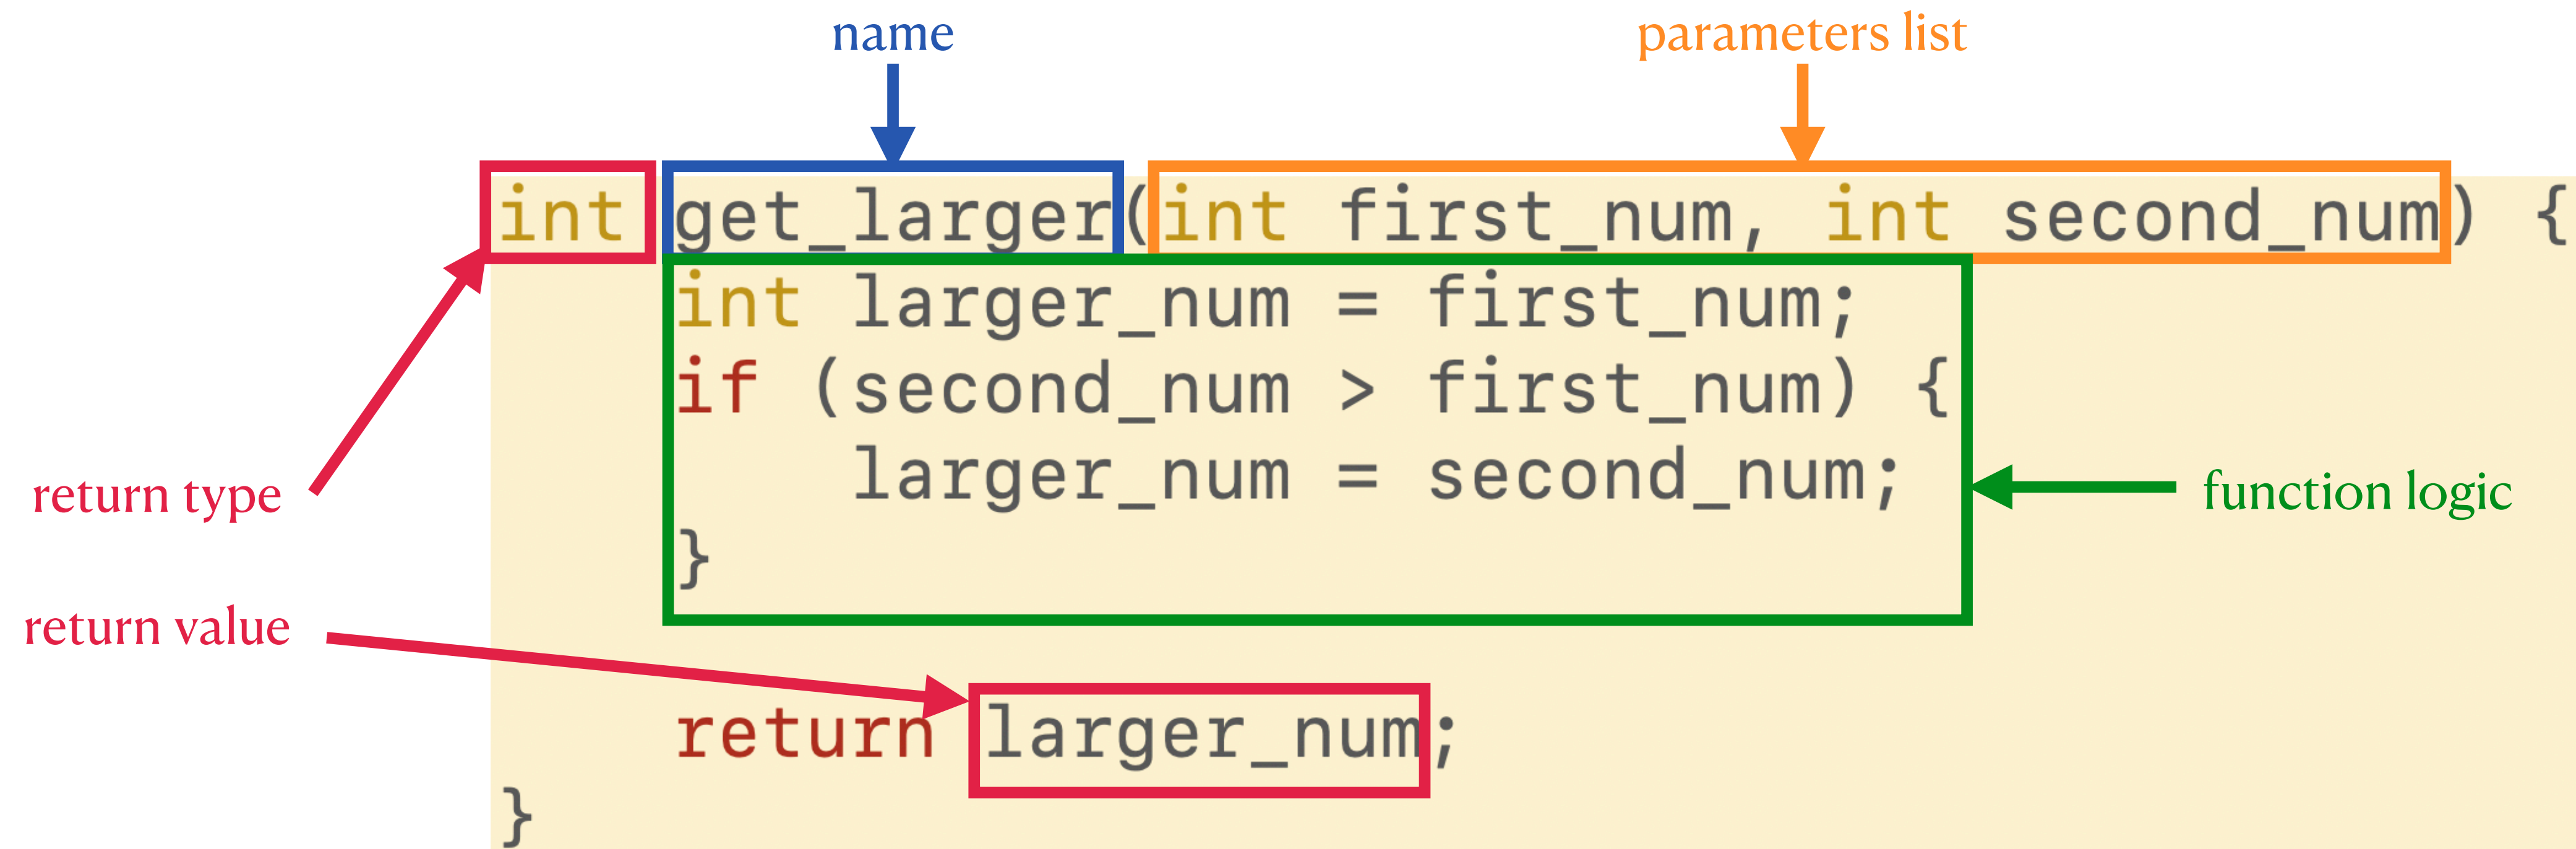 name
parameters list
int get_larger(int first_num, int second_num) {
int larger_num = first_num;
if (second_num > first_num) {
larger_num = second_num;
return type
function logic
}
return value
return larger_num;
}